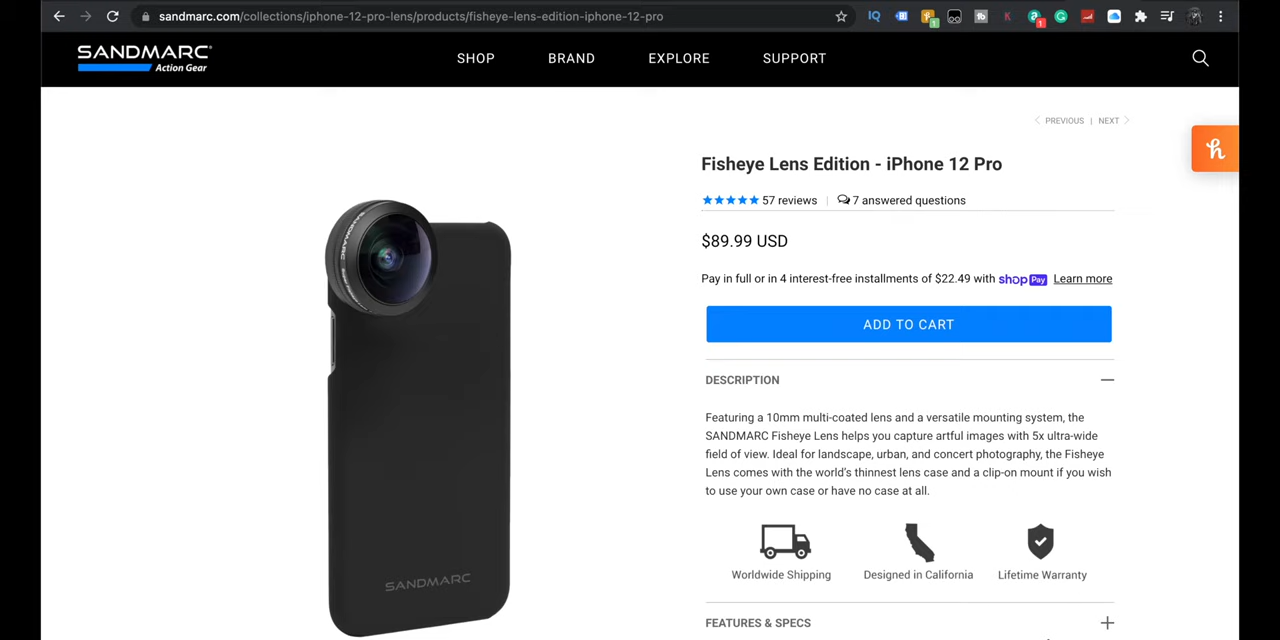 sandmarc.com/collections/iphone-12-pro-lens/products/fisheye-lens-edition-iphone-12-pro
SANDMARC
Action Gear
SHOP
BRAND
EXPLORE
SUPPORT
PREVIOUS | NEXT
Fisheye Lens Edition - iPhone 12 Pro
57 reviews | 7 answered questions
$89.99 USD
Pay in full or in 4 interest-free installments of $22.49 with shop Pay Learn more
ADD TO CART
DESCRIPTION
Featuring a 10mm multi-coated lens and a versatile mounting system, the
SANDMARC Fisheye Lens helps you capture artful images with 5x ultra-wide
field of view. Ideal for landscape, urban, and concert photography, the Fisheye
Lens comes with the world's thinnest lens case and a clip-on mount if you wish
to use your own case or have no case at all.
Worldwide Shipping
Designed in California
Lifetime Warranty
FEATURES & SPECS
SANDMARC
SANDMARC